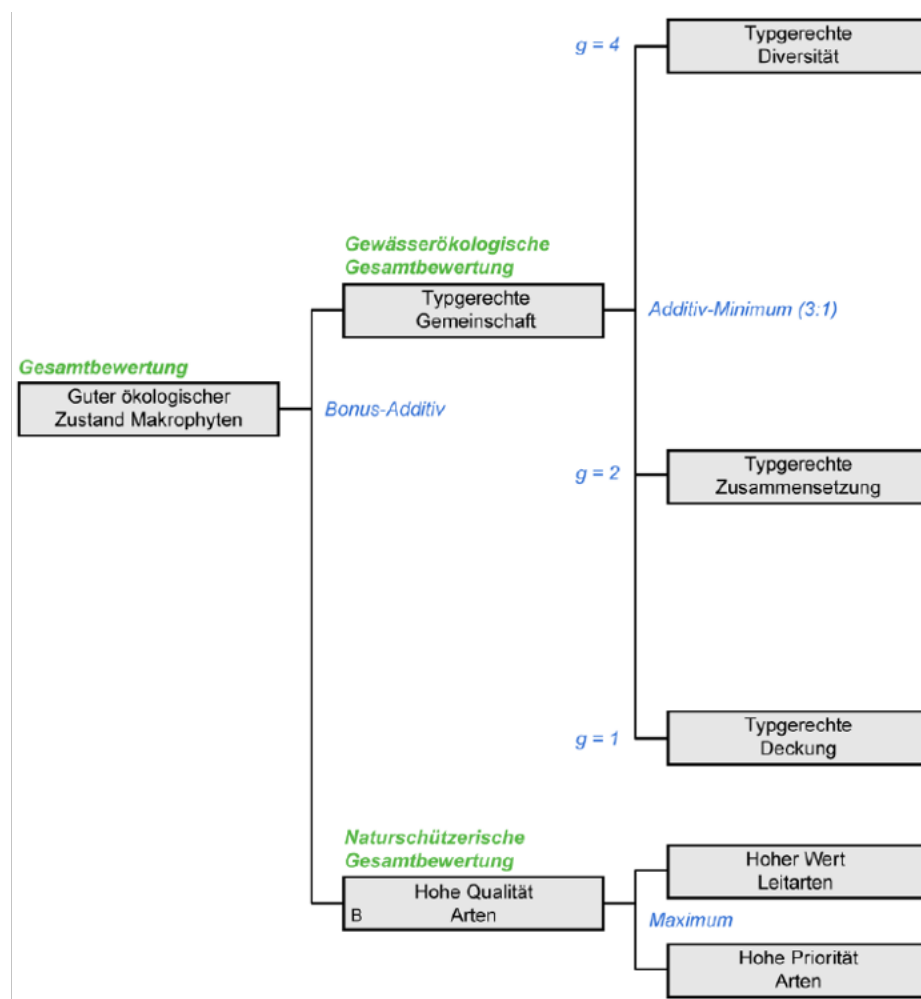 g = 4
Typgerechte
Diversität
Gewässerökologische
Gesamtbewertung
Typgerechte
Gemeinschaft
Additiv-Minimum (3:1)
Gesamtbewertung
Guter ökologischer
Zustand Makrophyten
Bonus-Additiv
g = 2
Typgerechte
Zusammensetzung
g = 1
Typgerechte
Deckung
Naturschützerische
Gesamtbewertung
Hohe Qualität
Arten
B
Hoher Wert
Leitarten
Maximum
Hohe Priorität
Arten